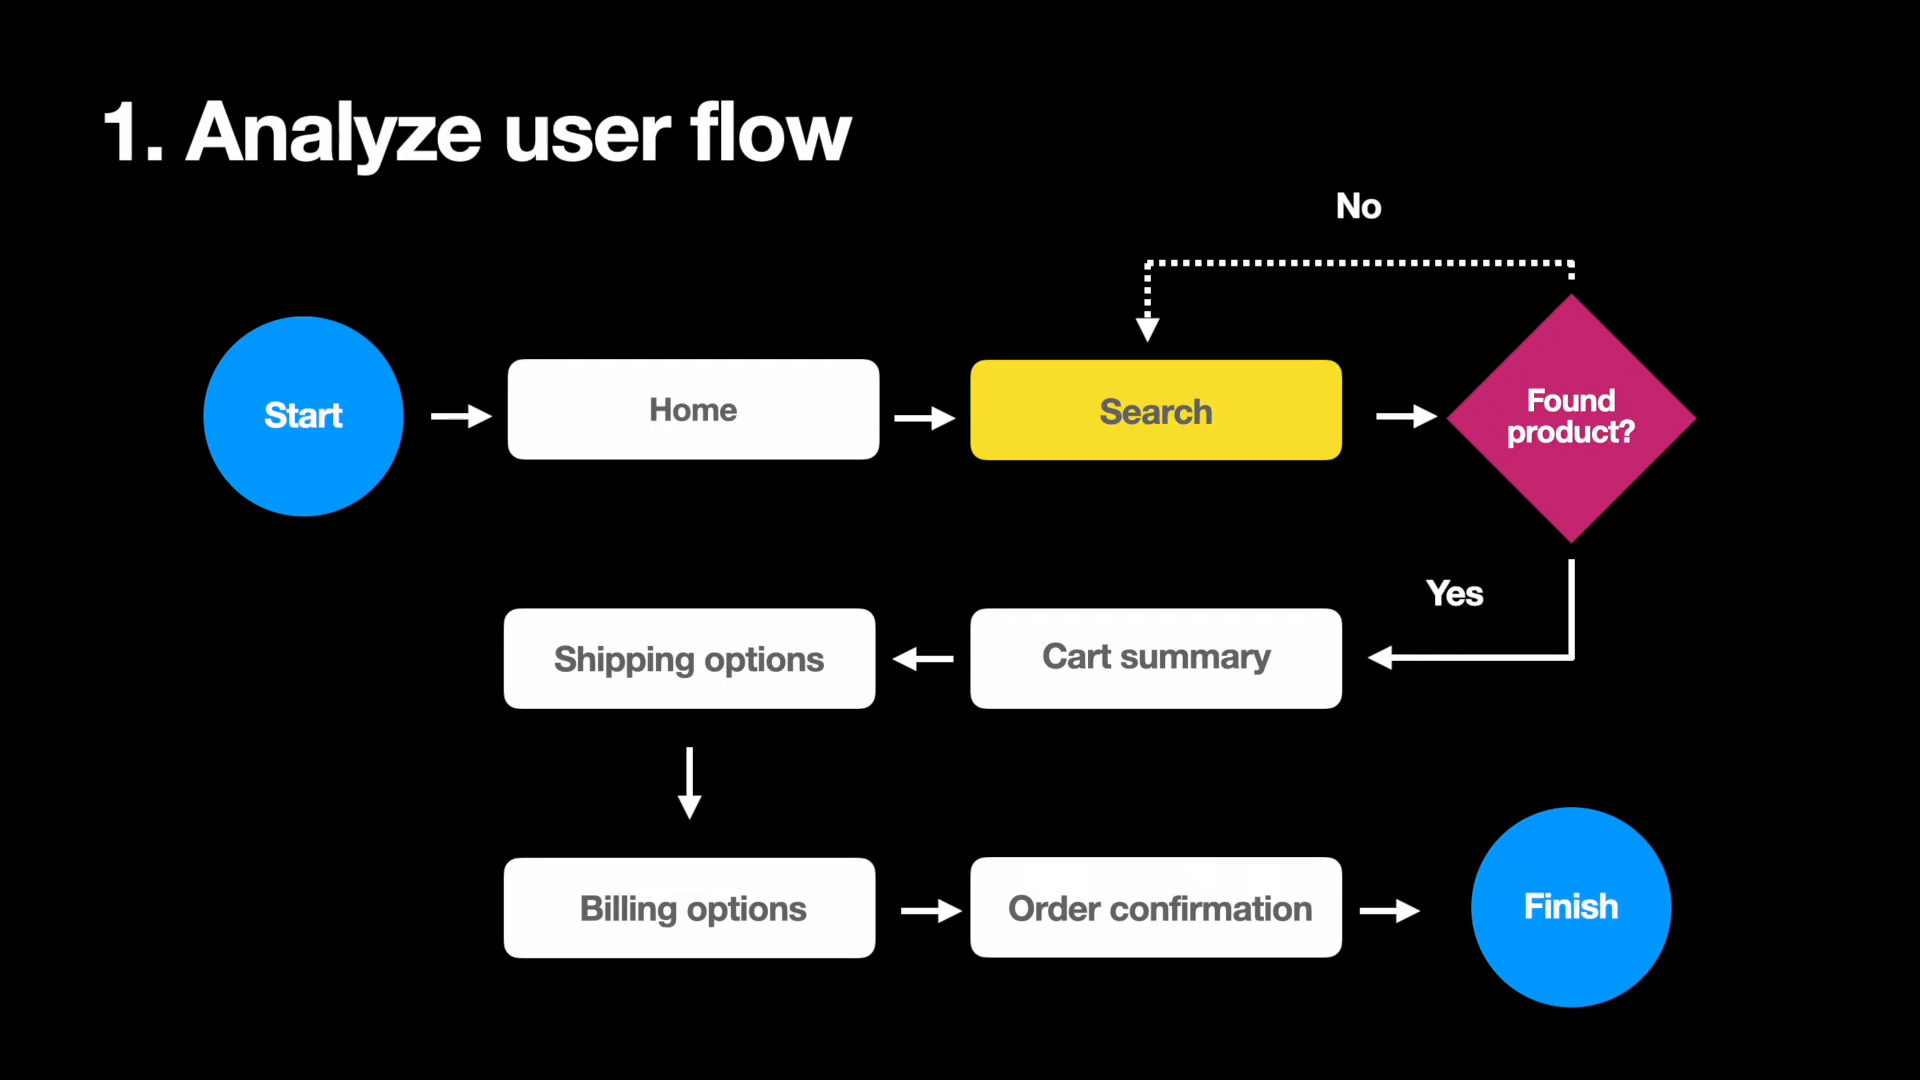 1. Analyze user flow
No
Start
Home
Search
Found
product?
Yes
Shipping options
Cart summary
Billing options
Order confirmation
Finish